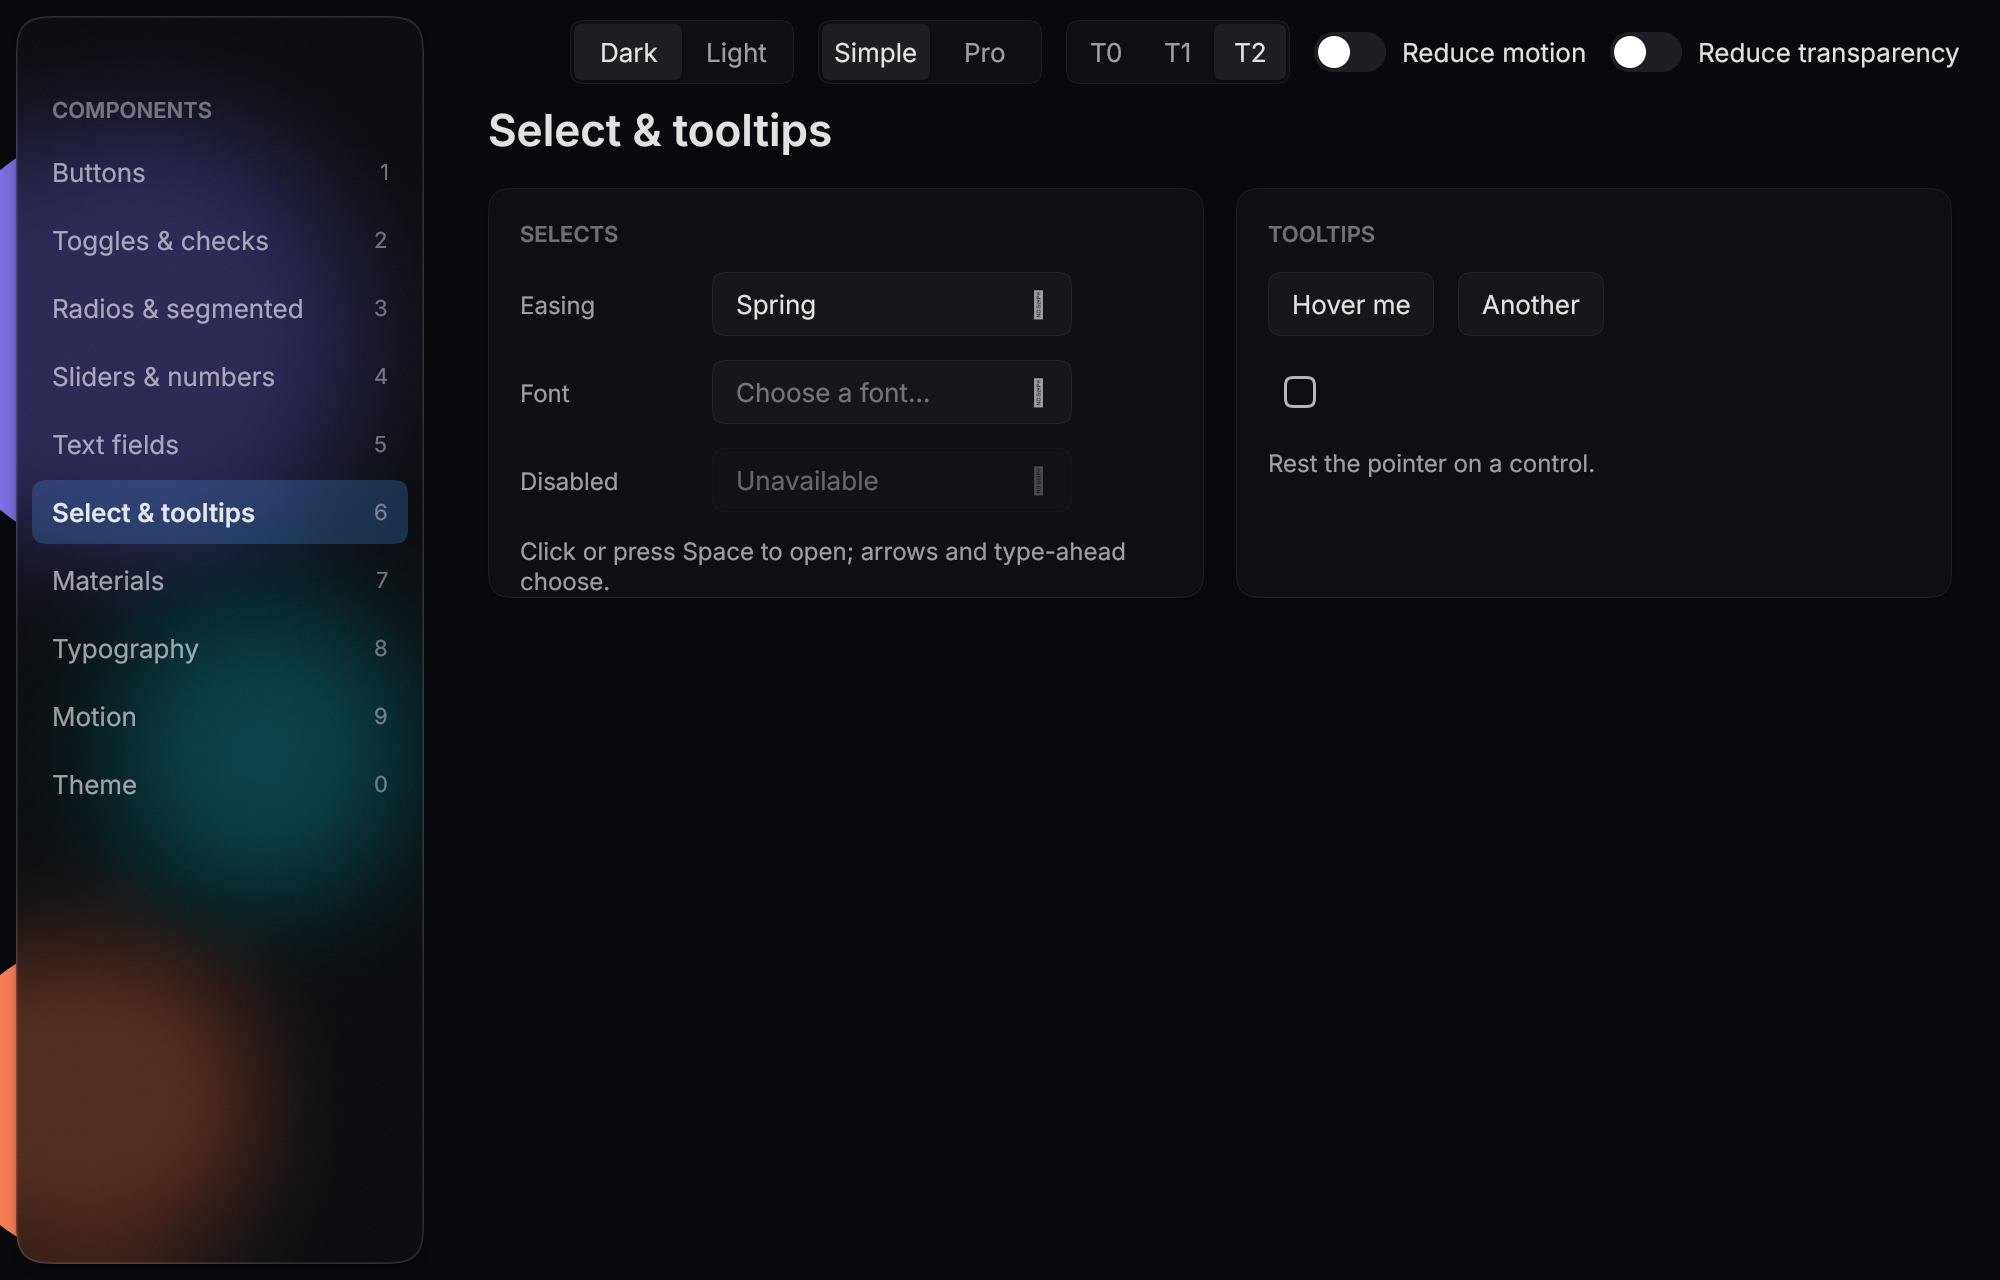 Dark Light Simple Pro T0 T1 T2 Reduce motion Reduce transparency
COMPONENTS
Buttons 1
Toggles & checks 2
Radios & segmented 3
Sliders & numbers 4
Text fields 5
Select & tooltips 6
Materials 7
Typography 8
Motion 9
Theme 0
Select & tooltips
SELECTS
Easing Spring
Font Choose a font...
Disabled Unavailable
Click or press Space to open; arrows and type-ahead
choose.
TOOLTIPS
Hover me Another
Rest the pointer on a control.